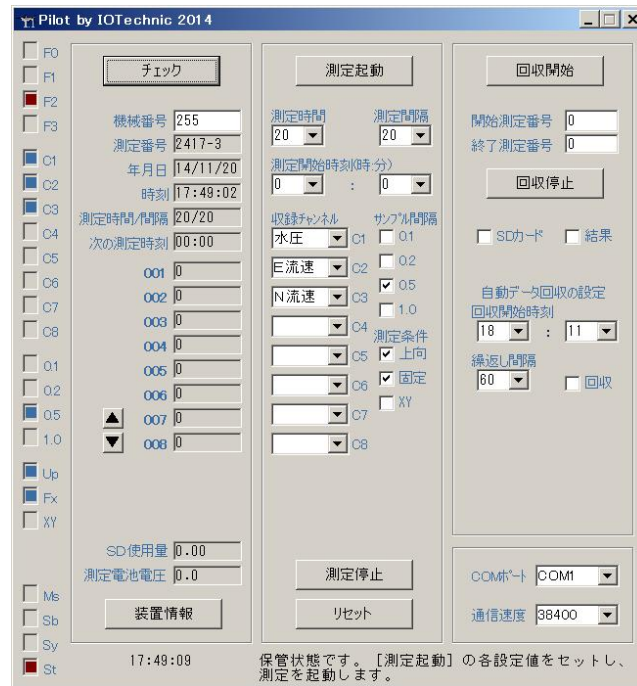 Pilot by IOTechnic 2014
F0
F1
F2
F3
C1
C2
C3
C4
C5
C6
C7
C8
0.1
0.2
0.5
1.0
Up
Fx
XY
Ms
Sb
Sy
St
チェック
機械番号 255
測定番号 2417-3
年月日 14/11/20
時刻 17:49:02
測定時間/間隔 20/20
次の測定時刻 00:00
001 0
002 0
003 0
004 0
005 0
006 0
007 0
008 0
SD使用量 0.00
測定電池電圧 0.0
装置情報
17:49:09
測定起動
測定時間 測定間隔
20 20
測定開始時刻(時:分)
0 : 0
収録チャンネル サンプル間隔
水圧 C1 0.1
E流速 C2 0.2
N流速 C3 0.5
1.0
C4
測定条件
C5 上向
C6 固定
C7 XY
C8
測定停止
リセット
保管状態です。[測定起動]の各設定値をセットし、
測定を起動します。
回収開始
開始測定番号 0
終了測定番号 0
回収停止
SDカード 結果
自動データ回収の設定
回収開始時刻
18 : 11
繰返し間隔
60 回収
COMポート COM1
通信速度 38400